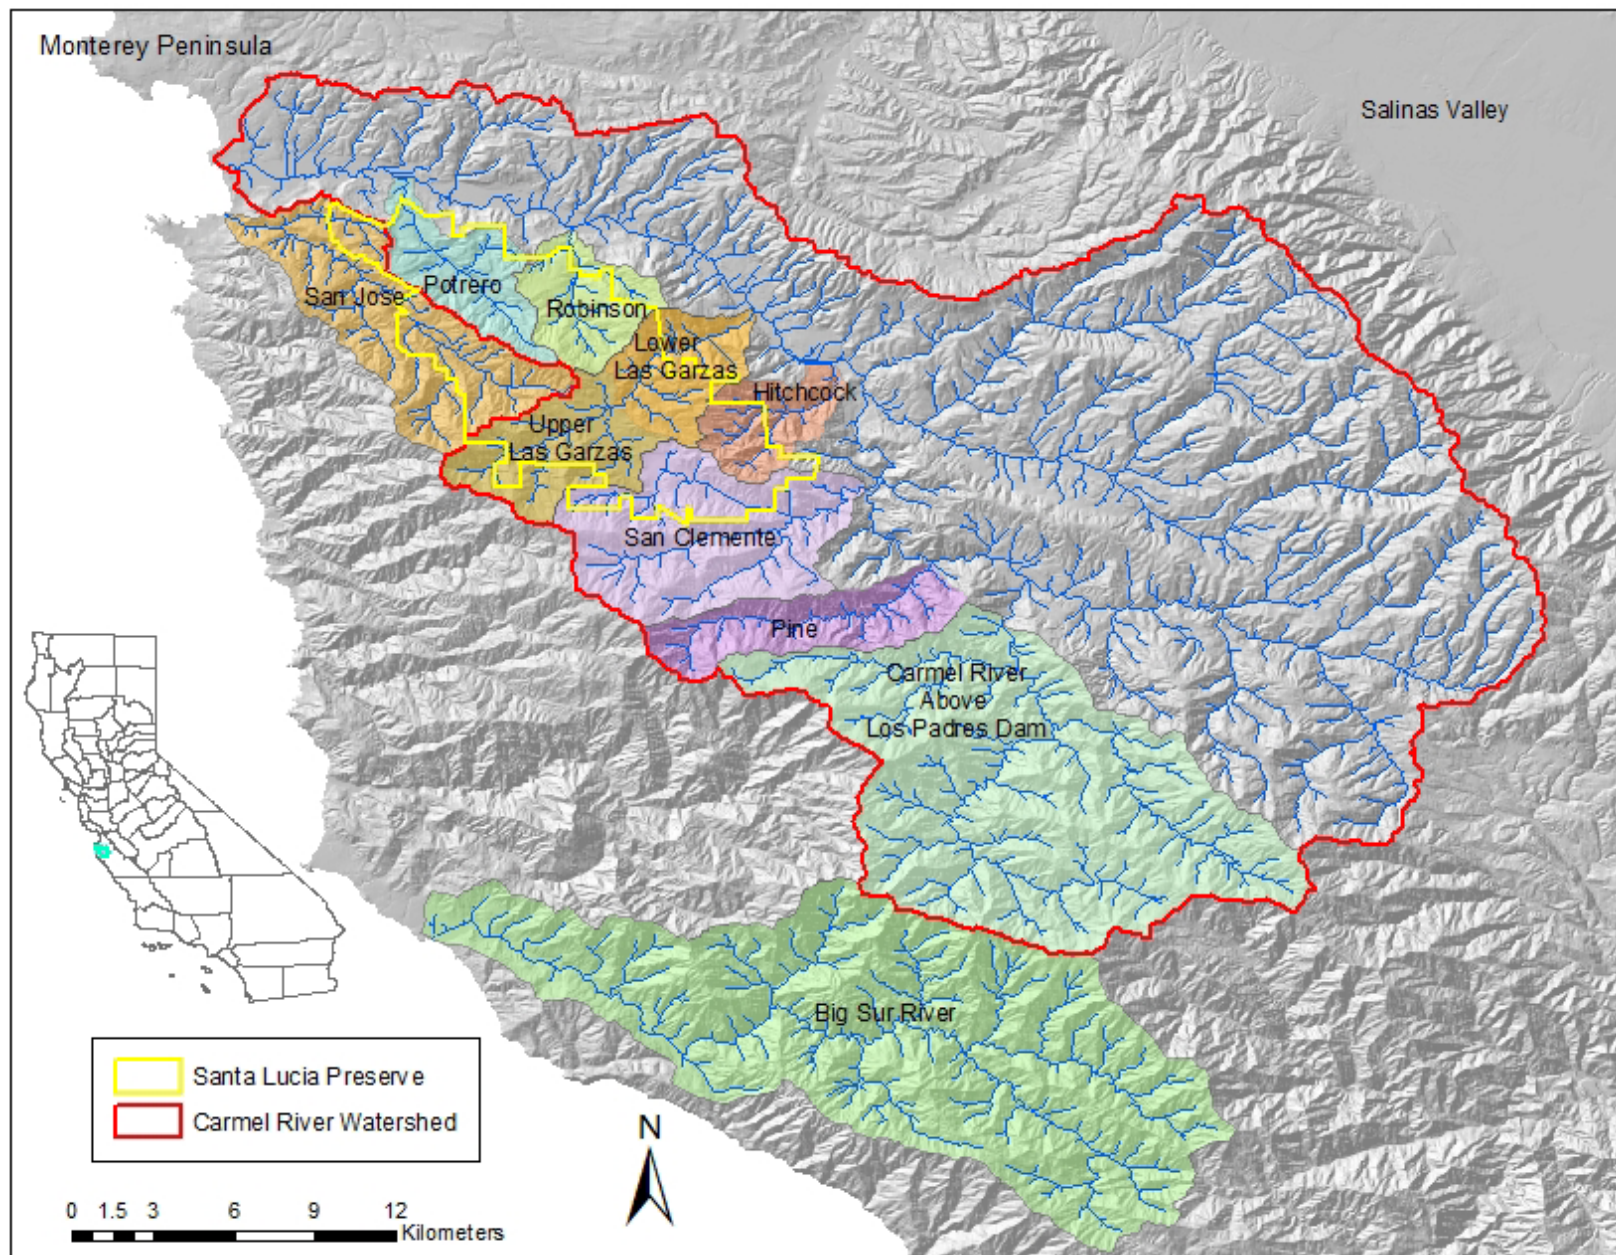 Monterey Peninsula
Salinas Valley
San Jose
Potrero
Robinson
Lower
Las Garzas
Hitchcock
Upper
Las Garzas
San Clemente
Pine
Carmel River
Above
Los Padres Dam
Big Sur River
Santa Lucia Preserve
Carmel River Watershed
N
0 1.5 3 6 9 12
Kilometers